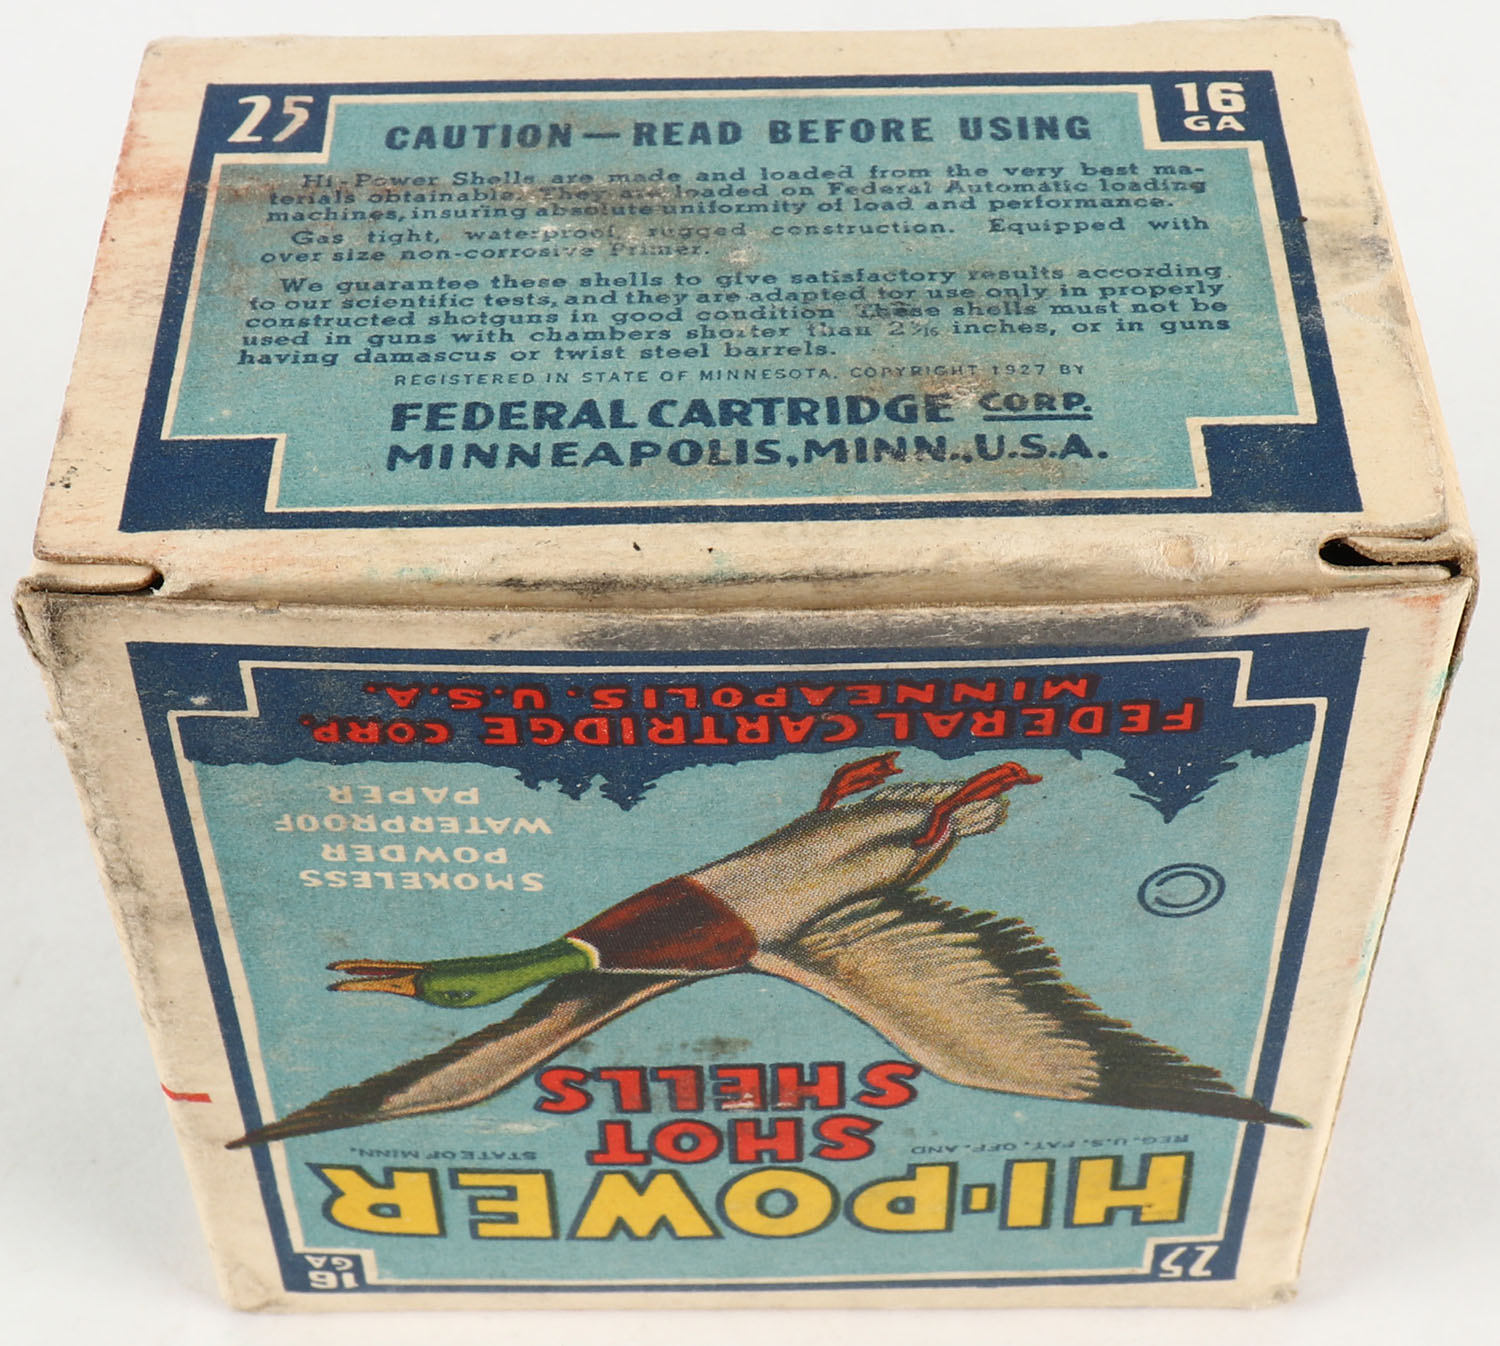 25
16
GA
CAUTION — READ BEFORE USING
Hi-Power Shells are made and loaded from the very best ma-
terials obtainable. They are loaded on Federal Automatic loading
machines, insuring absolute uniformity of load and performance.
Gas tight, water-proof, rugged construction. Equipped with
over size non-corrosive Primer.
We guarantee these shells to give satisfactory results according
to our scientific tests, and they are adapted for use only in properly
constructed shotguns in good condition These shells must not be
used in guns with chambers shorter than 2 9/16 inches, or in guns
having damascus or twist steel barrels.
REGISTERED IN STATE OF MINNESOTA. COPYRIGHT 1927 BY
FEDERAL CARTRIDGE CORP.
MINNEAPOLIS, MINN., U.S.A.
25
16
GA
HI-POWER
REG. U.S. PAT. OFF. AND
STATE OF MINN.
SHOT
SHELLS
SMOKELESS
POWDER
WATERPROOF
PAPER
FEDERAL CARTRIDGE CORP.
MINNEAPOLIS. U.S.A.